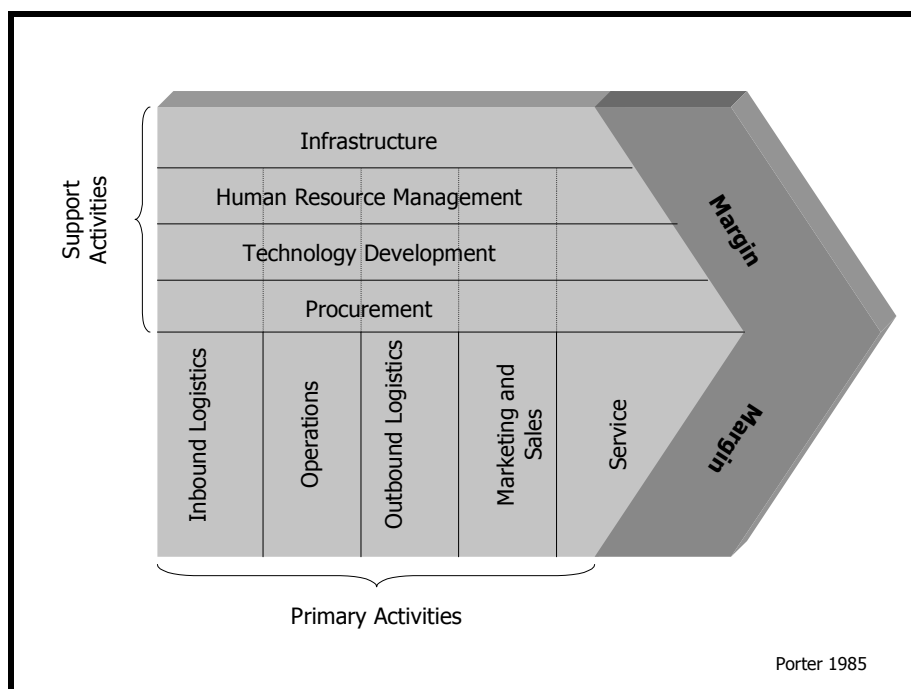 Infrastructure
Human Resource Management
Technology Development
Procurement
Support
Activities
Margin
Margin
Inbound Logistics
Operations
Outbound Logistics
Marketing and
Sales
Service
Primary Activities
Porter 1985